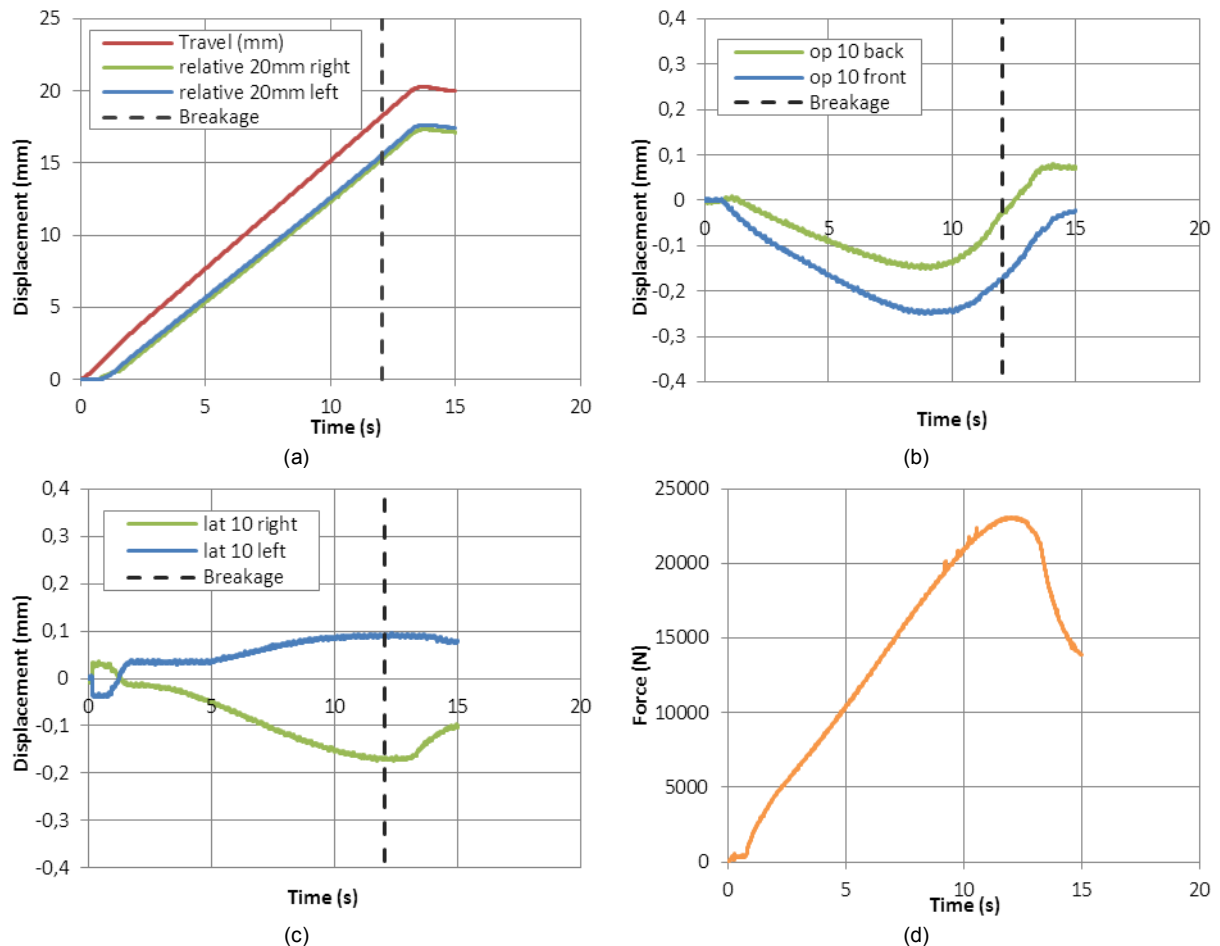 25
20
15
10
5
0
0
5
10
15
20
Displacement (mm)
Time (s)
Travel (mm)
relative 20mm right
relative 20mm left
Breakage
(a)
0,4
0,3
0,2
0,1
0
-0,1
-0,2
-0,3
-0,4
0
5
10
15
20
Displacement (mm)
Time (s)
op 10 back
op 10 front
Breakage
(b)
0,4
0,3
0,2
0,1
0
-0,1
-0,2
-0,3
-0,4
0
5
10
15
20
Displacement (mm)
Time (s)
lat 10 right
lat 10 left
Breakage
(c)
25000
20000
15000
10000
5000
0
0
5
10
15
20
Force (N)
Time (s)
(d)